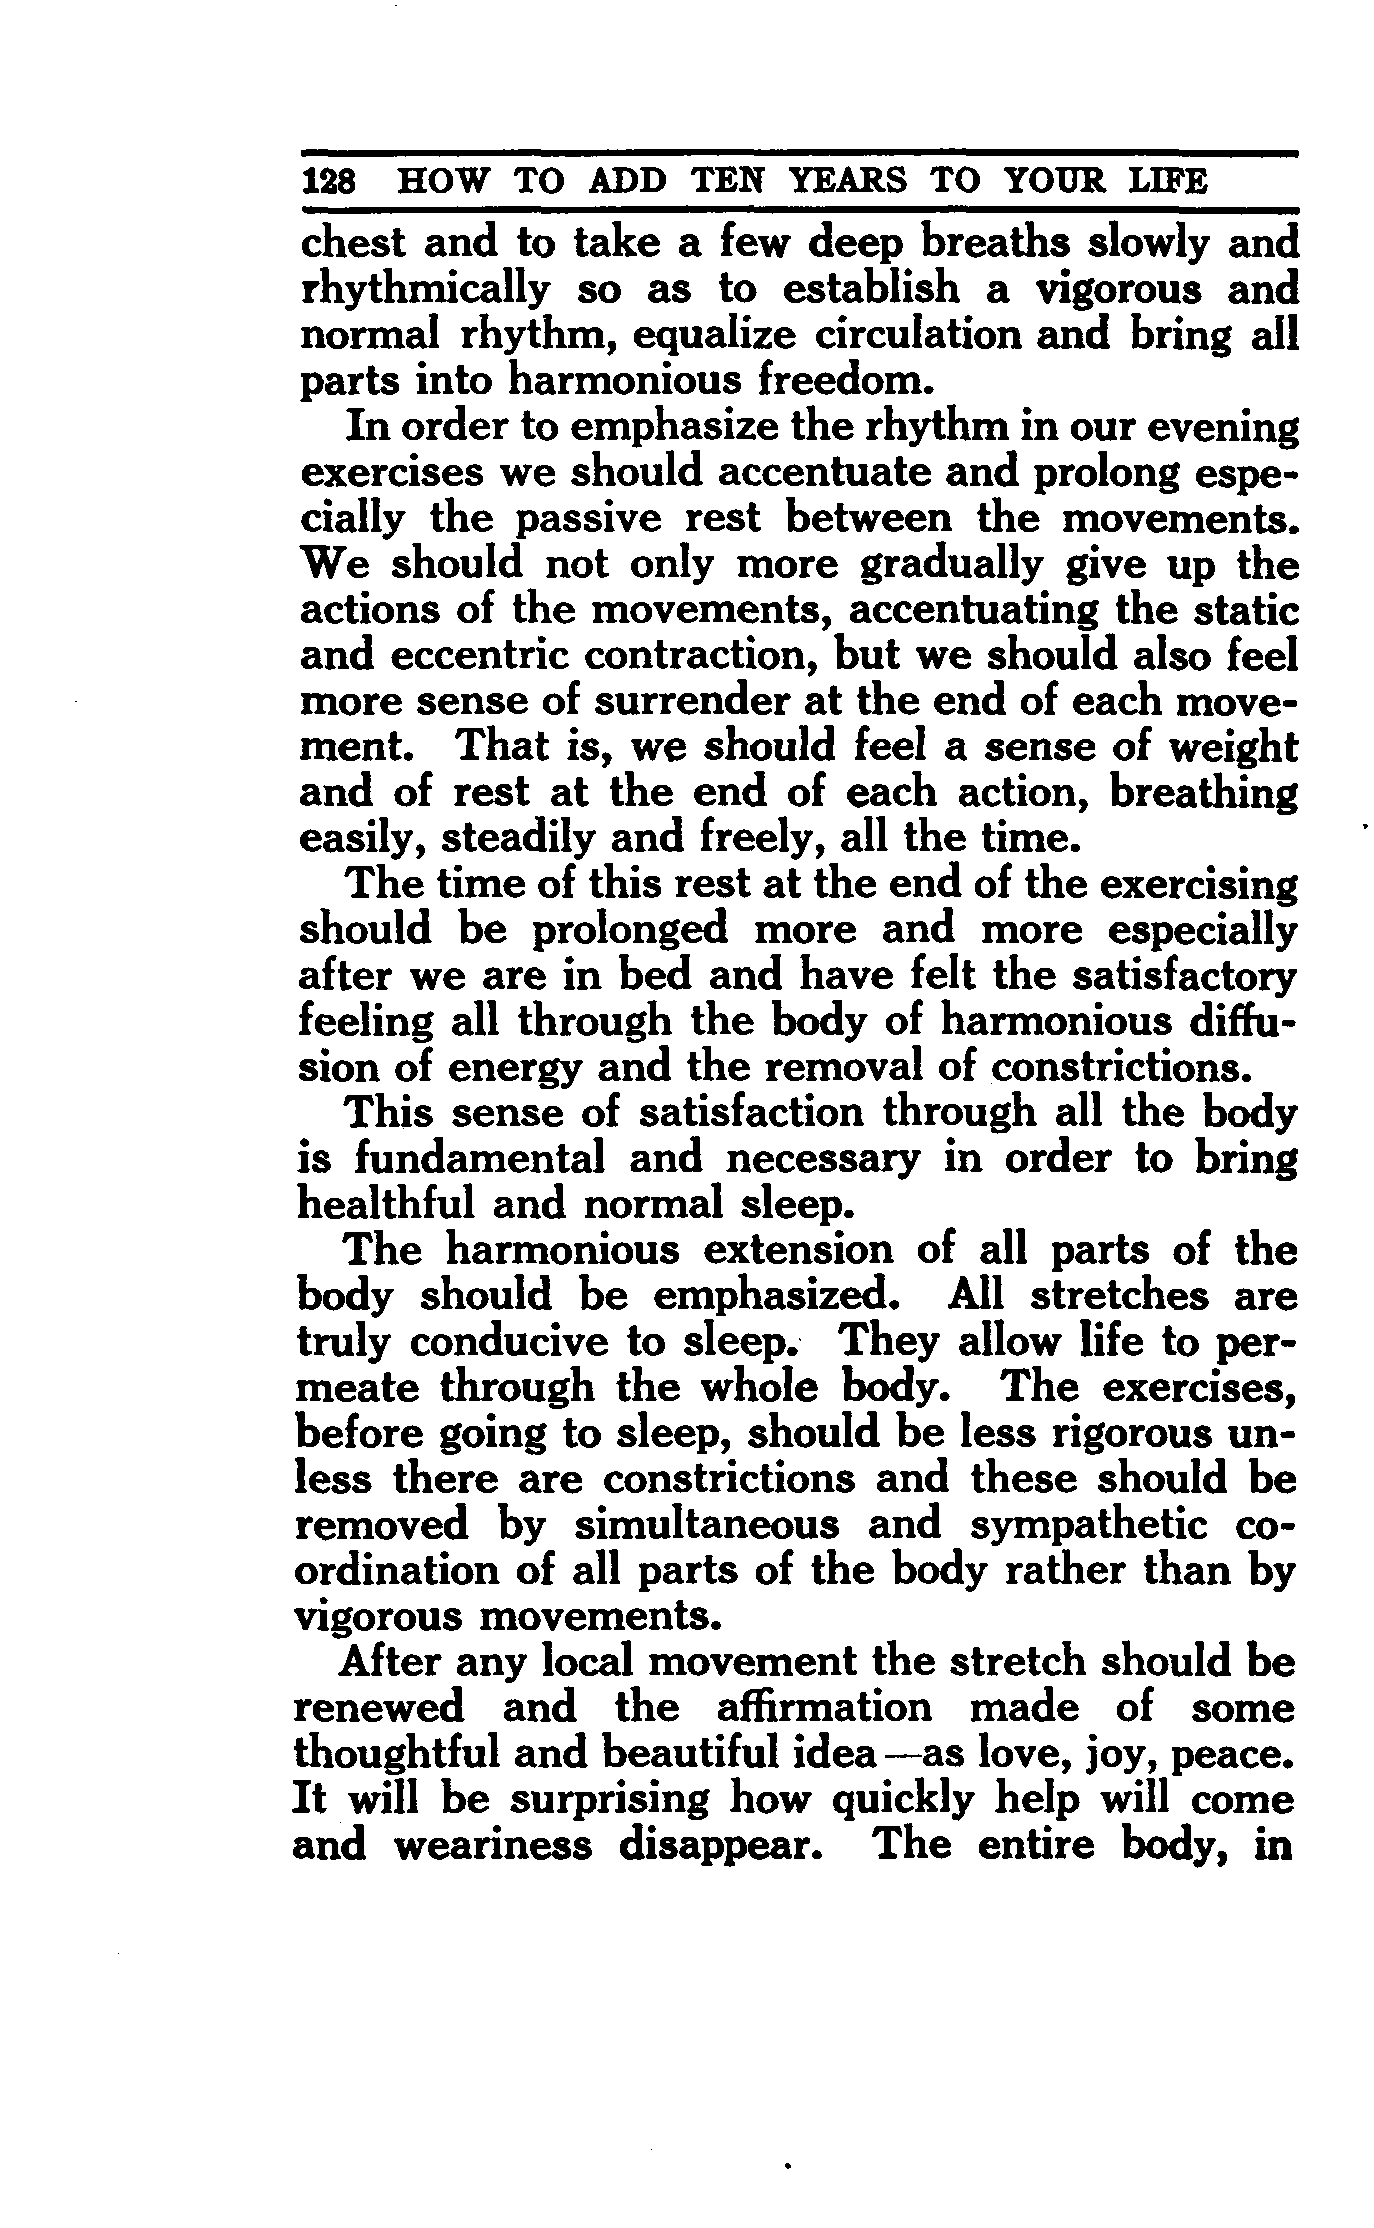 128 HOW TO ADD TEN YEARS TO YOUR LIFE
chest and to take a few deep breaths slowly and
rhythmically so as to establish a vigorous and
normal rhythm, equalize circulation and bring all
parts into harmonious freedom.
In order to emphasize the rhythm in our evening
exercises we should accentuate and prolong espe-
cially the passive rest between the movements.
We should not only more gradually give up the
actions of the movements, accentuating the static
and eccentric contraction, but we should also feel
more sense of surrender at the end of each move-
ment. That is, we should feel a sense of weight
and of rest at the end of each action, breathing
easily, steadily and freely, all the time.
The time of this rest at the end of the exercising
should be prolonged more and more especially
after we are in bed and have felt the satisfactory
feeling all through the body of harmonious diffu-
sion of energy and the removal of constrictions.
This sense of satisfaction through all the body
is fundamental and necessary in order to bring
healthful and normal sleep.
The harmonious extension of all parts of the
body should be emphasized. All stretches are
truly conducive to sleep. They allow life to per-
meate through the whole body. The exercises,
before going to sleep, should be less rigorous un-
less there are constrictions and these should be
removed by simultaneous and sympathetic co-
ordination of all parts of the body rather than by
vigorous movements.
After any local movement the stretch should be
renewed and the affirmation made of some
thoughtful and beautiful idea—as love, joy, peace.
It will be surprising how quickly help will come
and weariness disappear. The entire body, in